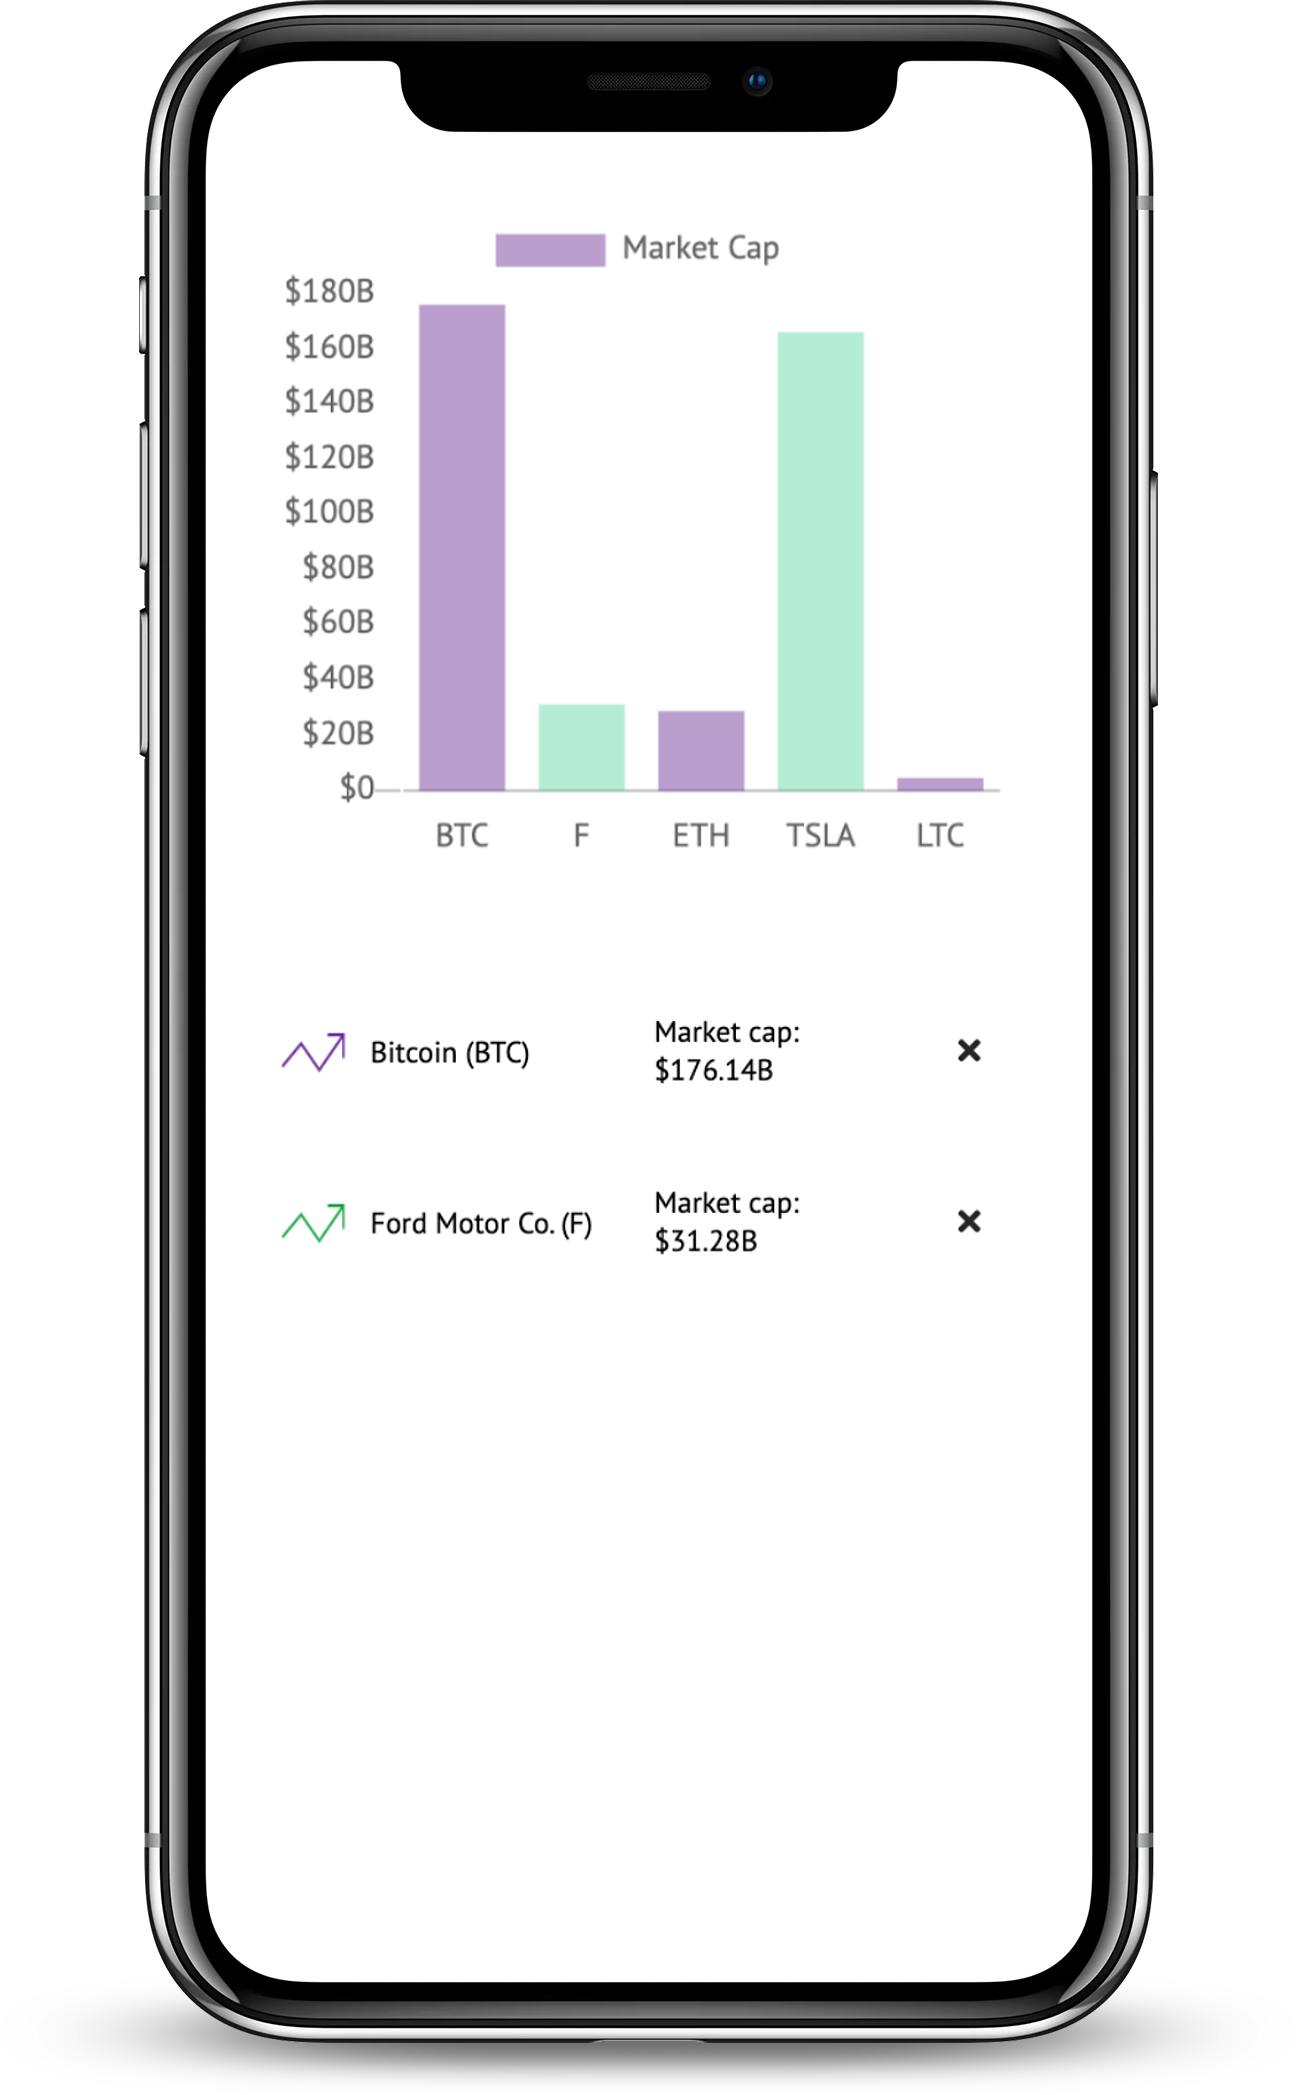 Market Cap
$180B
$160B
$140B
$120B
$100B
$80B
$60B
$40B
$20B
$0
BTC F ETH TSLA LTC
Bitcoin (BTC)
Market cap:
$176.14B
Ford Motor Co. (F)
Market cap:
$31.28B